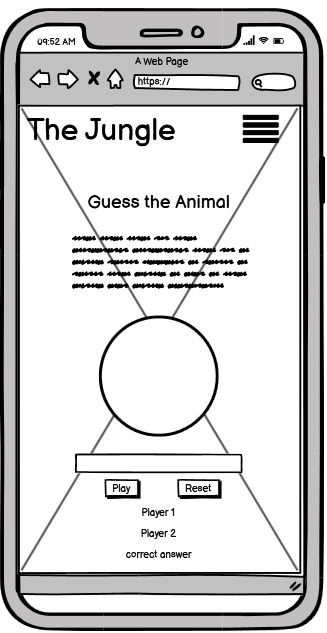 09:52 AM
A Web Page
https://
The Jungle
Guess the Animal
Play Reset
Player 1
Player 2
correct answer